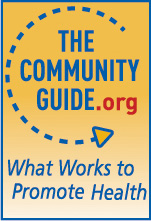 THE
COMMUNITY
GUIDE.org
What Works to
Promote Health